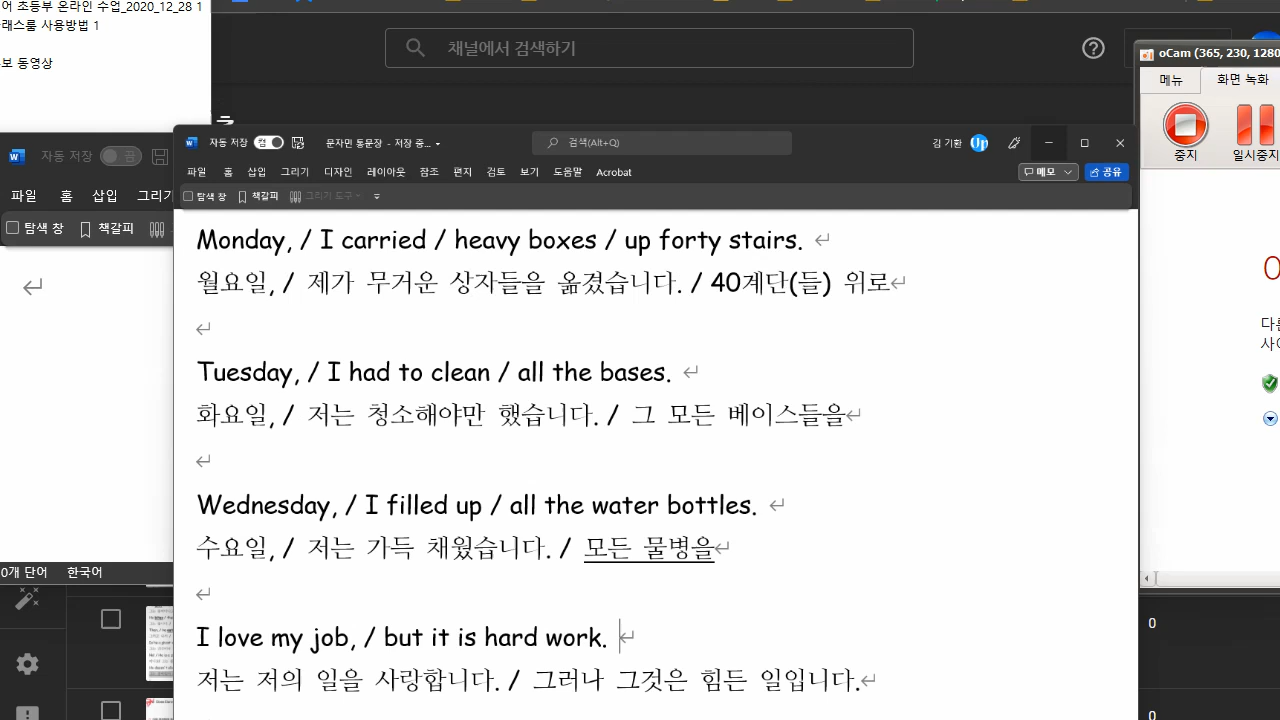 어 초등부 온라인 수업_2020_12_28 1
래스룸 사용방법 1
보 동영상
채널에서 검색하기
oCam (365, 230, 1280
메뉴
화면 녹화
중지
일시중지
자동 저장 끔
파일 홈 삽입 그리기
탐색 창 책갈피
자동 저장 켬
문자민 통문장 - 저장 중...
검색(Alt+Q)
김 기환
파일 홈 삽입 그리기 디자인 레이아웃 참조 편지 검토 보기 도움말 Acrobat
메모
공유
탐색 창 책갈피 그리기 도구
Monday, / I carried / heavy boxes / up forty stairs.
월요일, / 제가 무거운 상자들을 옮겼습니다. / 40계단(들) 위로
Tuesday, / I had to clean / all the bases.
화요일, / 저는 청소해야만 했습니다. / 그 모든 베이스들을
Wednesday, / I filled up / all the water bottles.
수요일, / 저는 가득 채웠습니다. / 모든 물병을
I love my job, / but it is hard work.
저는 저의 일을 사랑합니다. / 그러나 그것은 힘든 일입니다.
0개 단어 한국어
다른
사이
0
0